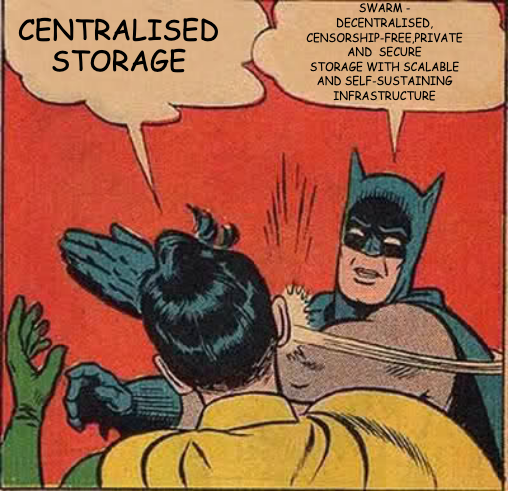 CENTRALISED
STORAGE
SWARM -
DECENTRALISED,
CENSORSHIP-FREE,PRIVATE
AND SECURE
STORAGE WITH SCALABLE
AND SELF-SUSTAINING
INFRASTRUCTURE